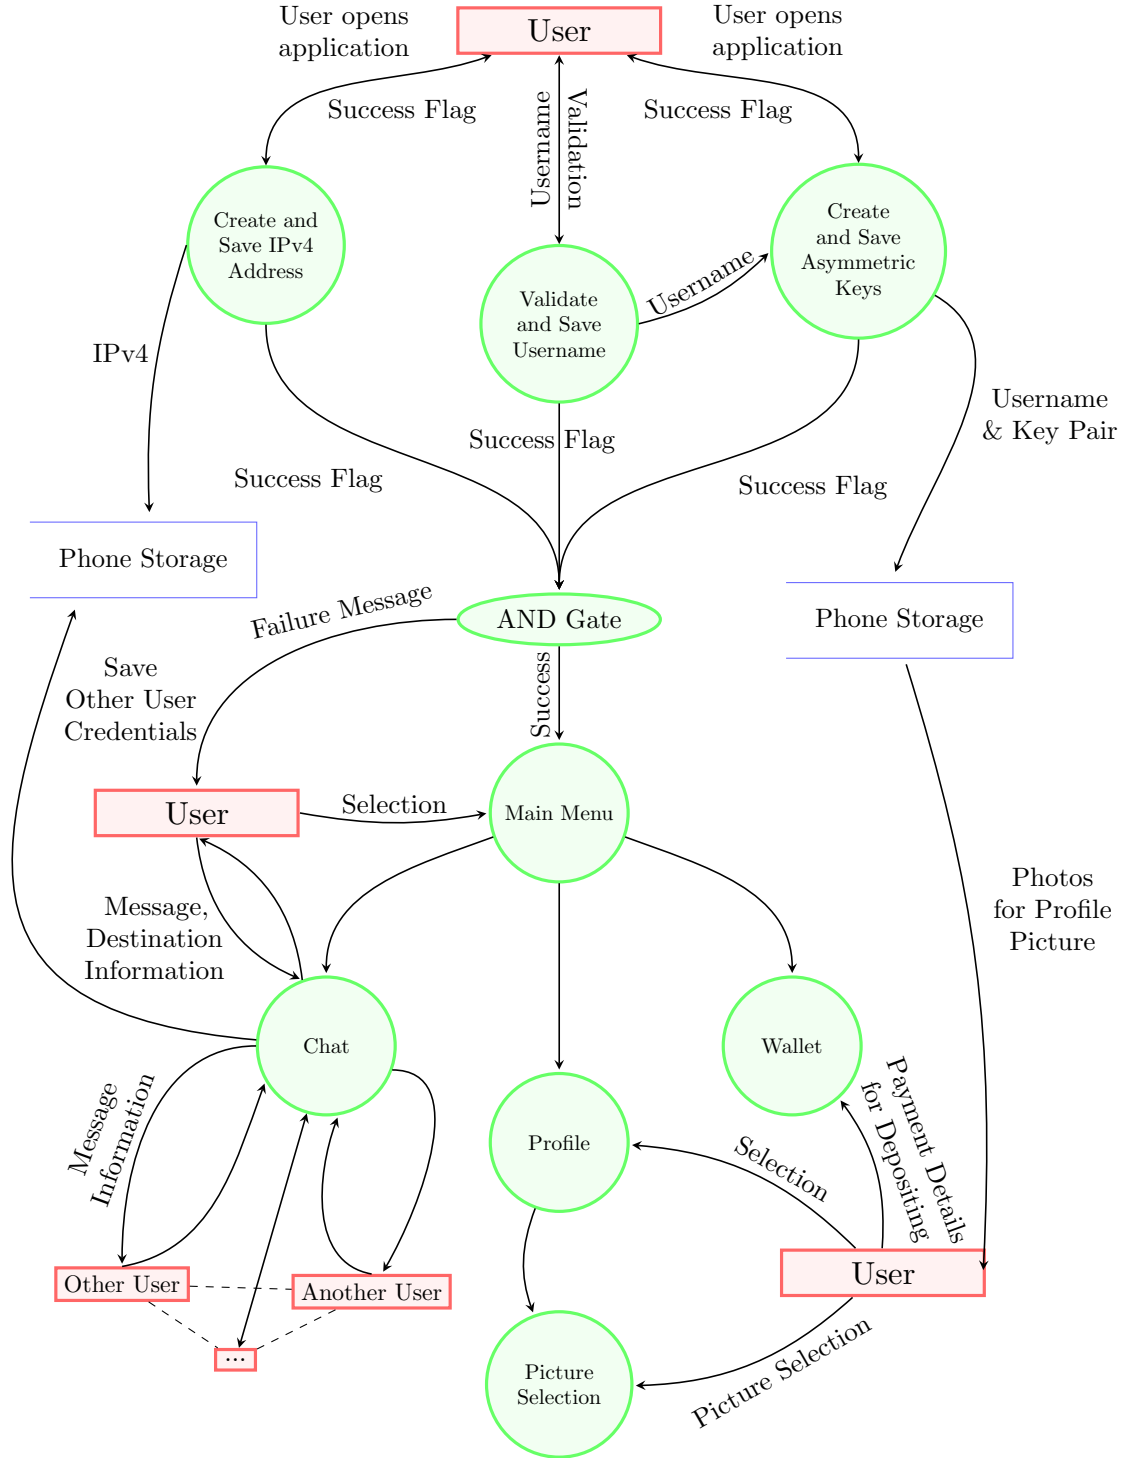 User opens
application
User
User opens
application
Success Flag
Username
Validation
Success Flag
Create and
Save IPv4
Address
Create
and Save
Asymmetric
Keys
Validate
and Save
Username
Username
IPv4
Username
& Key Pair
Success Flag
Success Flag
Success Flag
Phone Storage
Failure Message
AND Gate
Phone Storage
Save
Other User
Credentials
Success
User
Selection
Main Menu
Message,
Destination
Information
Photos
for Profile
Picture
Chat
Wallet
Message
Information
Payment Details
for Depositing
Profile
Selection
Other User
Another User
User
...
Picture
Selection
Picture Selection